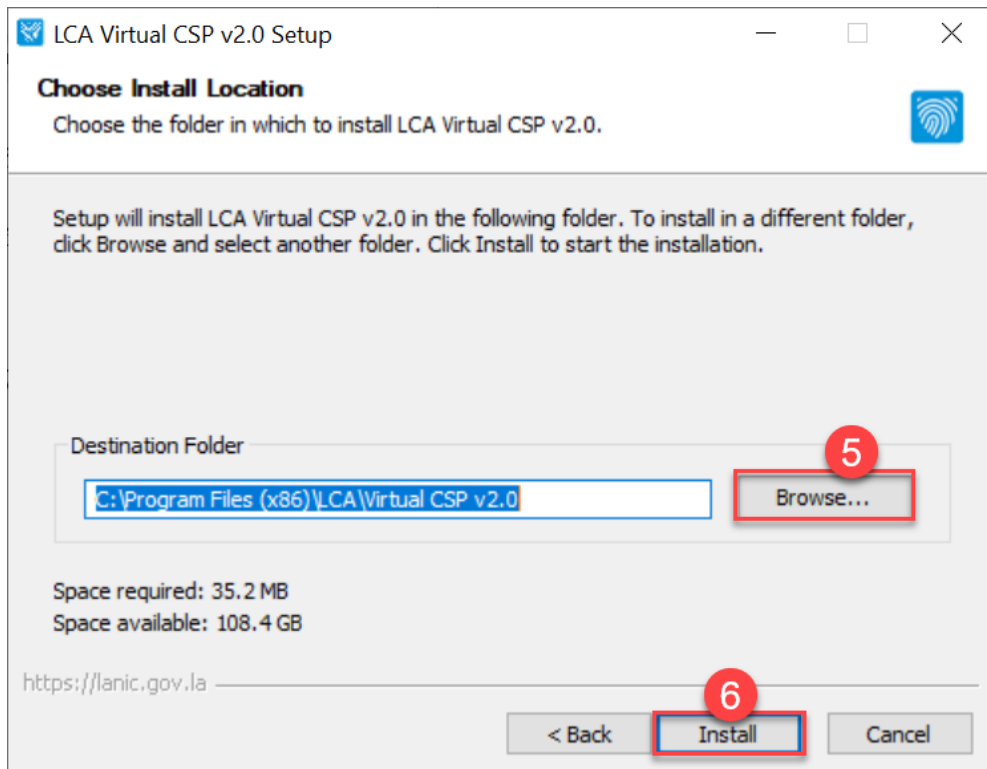 LCA Virtual CSP v2.0 Setup
Choose Install Location
Choose the folder in which to install LCA Virtual CSP v2.0.
Setup will install LCA Virtual CSP v2.0 in the following folder. To install in a different folder,
click Browse and select another folder. Click Install to start the installation.
Destination Folder
5
C:\Program Files (x86)\LCA\Virtual CSP v2.0
Browse...
Space required: 35.2 MB
Space available: 108.4 GB
https://lanic.gov.la
6
< Back
Install
Cancel